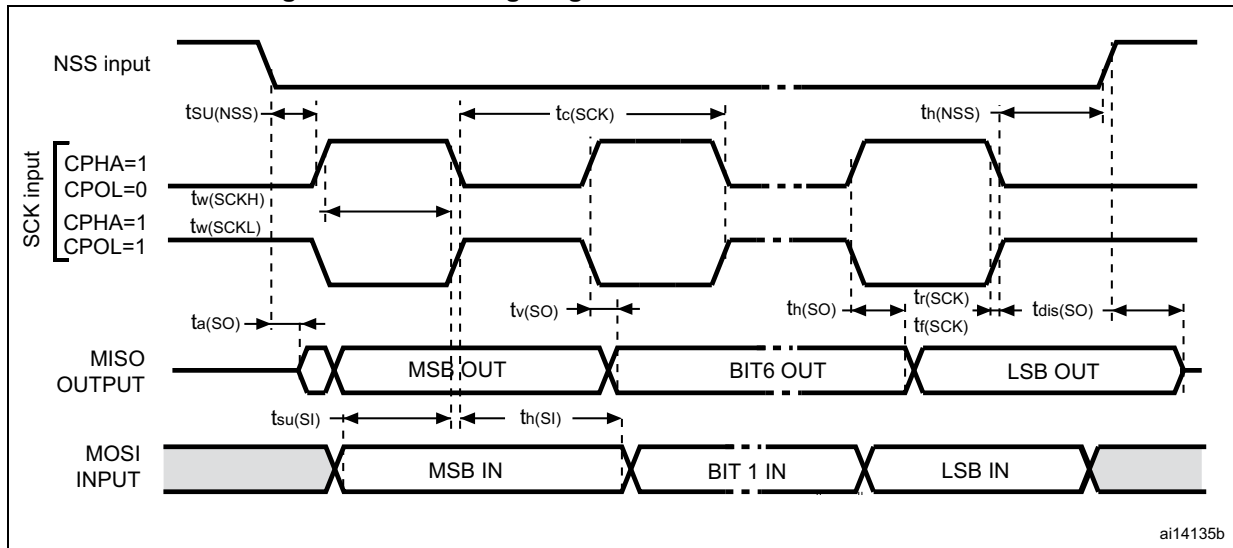 NSS input
tSU(NSS)
tc(SCK)
th(NSS)
SCK input
CPHA=1
CPOL=0
tw(SCKH)
CPHA=1
tw(SCKL)
CPOL=1
ta(SO)
tv(SO)
th(SO)
tr(SCK)
tf(SCK)
tdis(SO)
MISO
OUTPUT
MSB OUT
BIT6 OUT
LSB OUT
tsu(SI)
th(SI)
MOSI
INPUT
MSB IN
BIT 1 IN
LSB IN
ai14135b